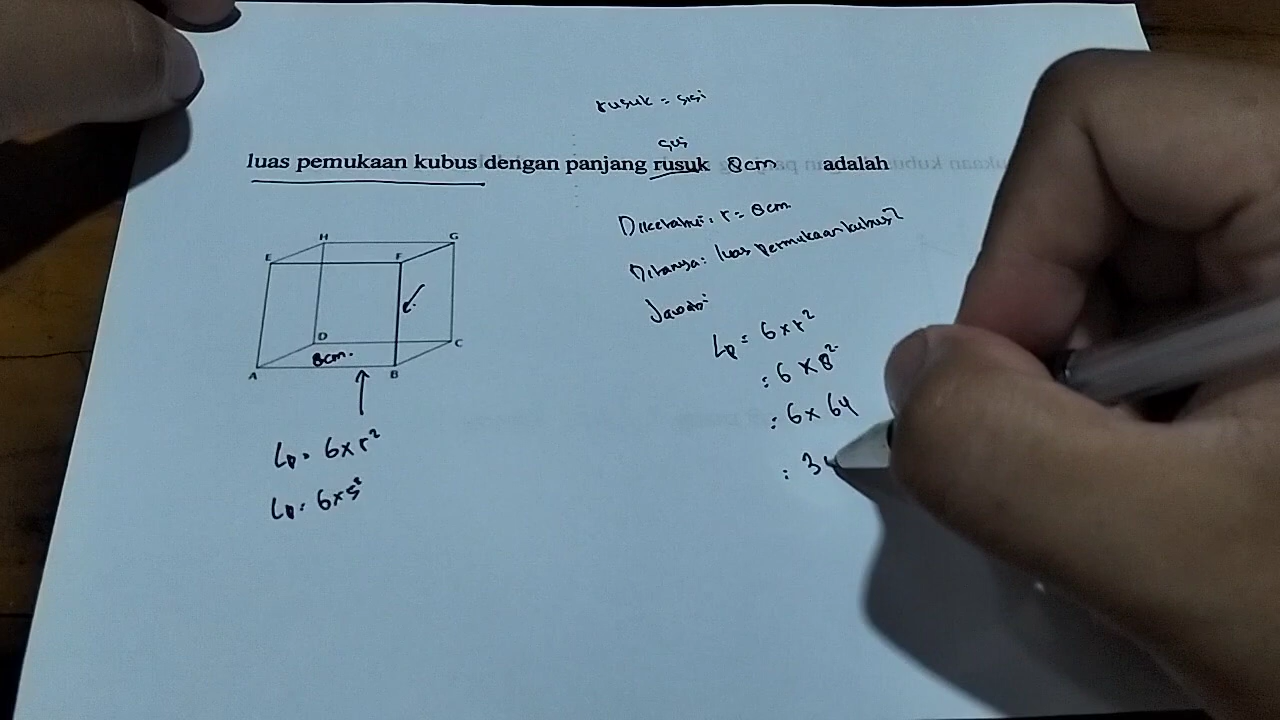 rusuk = sisi
sisi
luas pemukaan kubus dengan panjang rusuk 8cm adalah
Diketahui: r = 8cm.
Ditanya: luas permukaan kubus?
Jawab:
Lp = 6 x r²
= 6 x 8²
= 6 x 64
: 3
H G
E F
D C
8cm.
A B
Lp = 6 x r²
Lp = 6 x s²